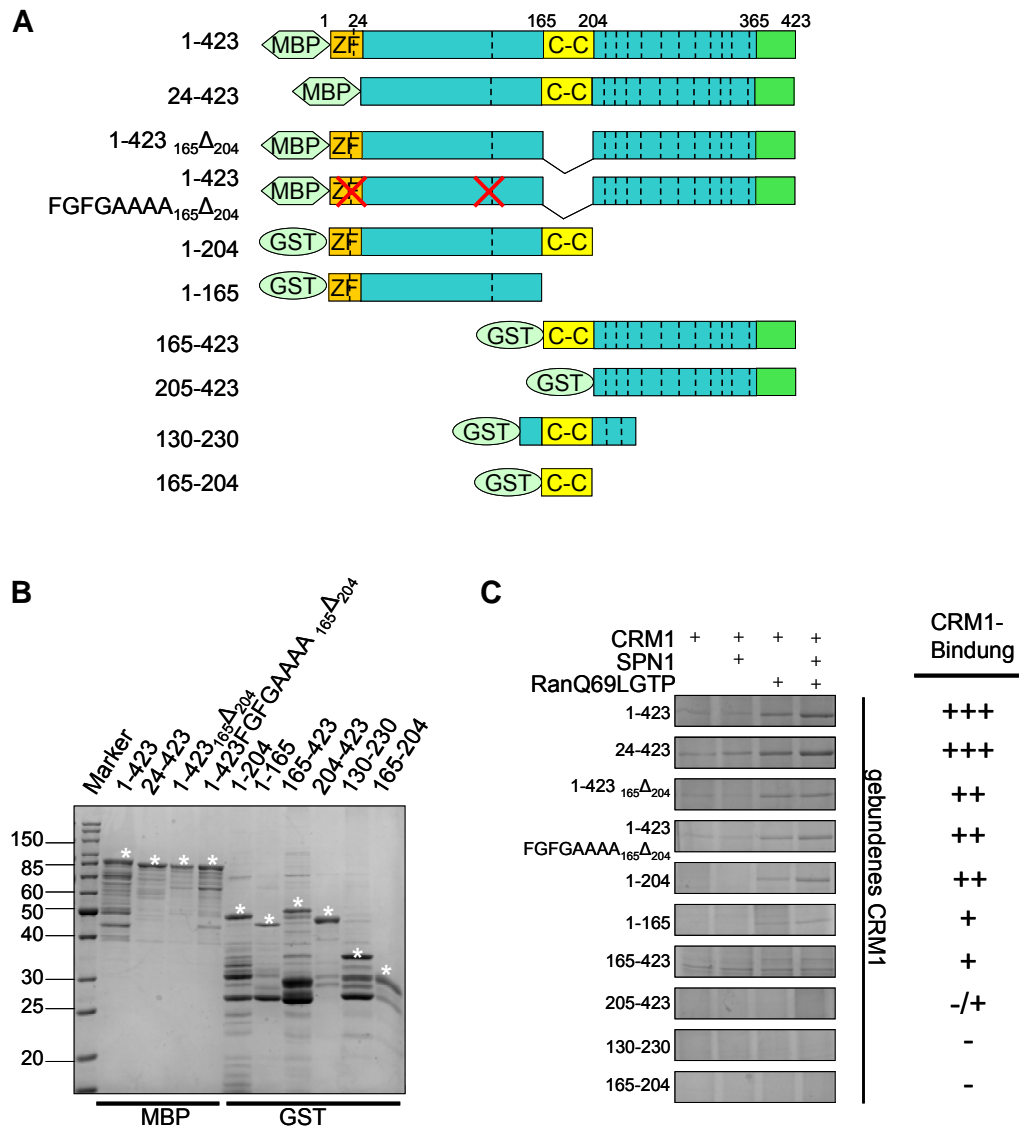 A
1 24 165 204 365 423
1-423 MBP ZF C-C
24-423 MBP C-C
1-423 165Δ204 MBP ZF
1-423
FGFGAAAA165Δ204 MBP ZF
1-204 GST ZF C-C
1-165 GST ZF
165-423 GST C-C
205-423 GST
130-230 GST C-C
165-204 GST C-C
B
Marker
1-423
24-423
1-423165Δ204
1-423FGFGAAAA 165Δ204
1-204
1-165
165-423
204-423
130-230
165-204
150
85
60
50
40
30
25
20
* * * * * * * * * *
MBP GST
C
CRM1 + + + +
SPN1 + +
RanQ69LGTP + +
CRM1-
Bindung
1-423 +++
24-423 +++
1-423 165Δ204 ++
1-423
FGFGAAAA165Δ204 ++
1-204 ++
1-165 +
165-423 +
205-423 -/+
130-230 -
165-204 -
gebundenes CRM1